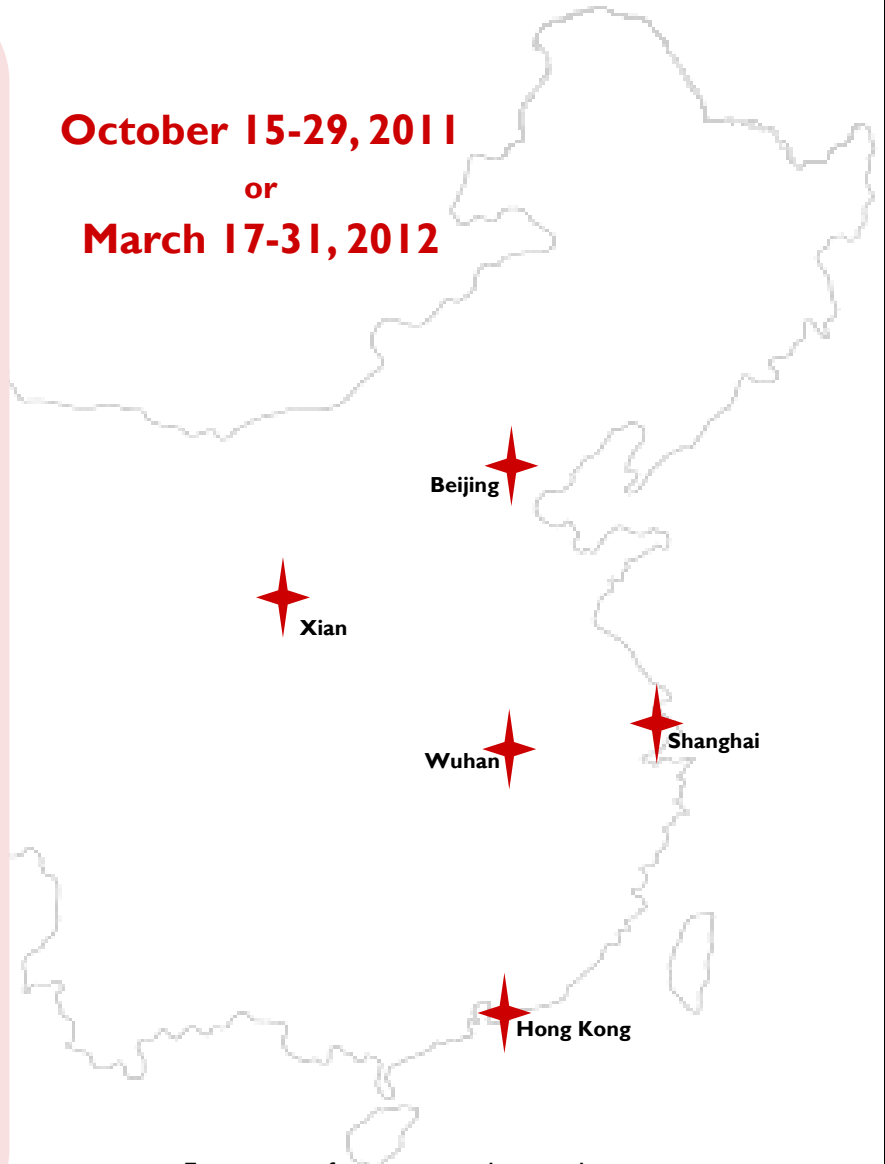 October 15-29, 2011
or
March 17-31, 2012
Beijing
Xian
Shanghai
Wuhan
Hong Kong